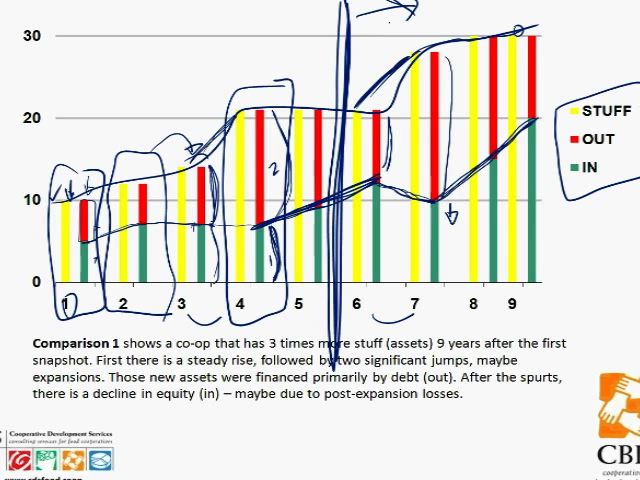 30
STUFF
20
OUT
IN
10
0
1 2 3 4 5 6 7 8 9
Comparison 1 shows a co-op that has 3 times more stuff (assets) 9 years after the first
snapshot. First there is a steady rise, followed by two significant jumps, maybe
expansions. Those new assets were financed primarily by debt (out). After the spurts,
there is a decline in equity (in) – maybe due to post-expansion losses.
S Cooperative Development Services
consulting services for food cooperatives
www.cdsfood.coop